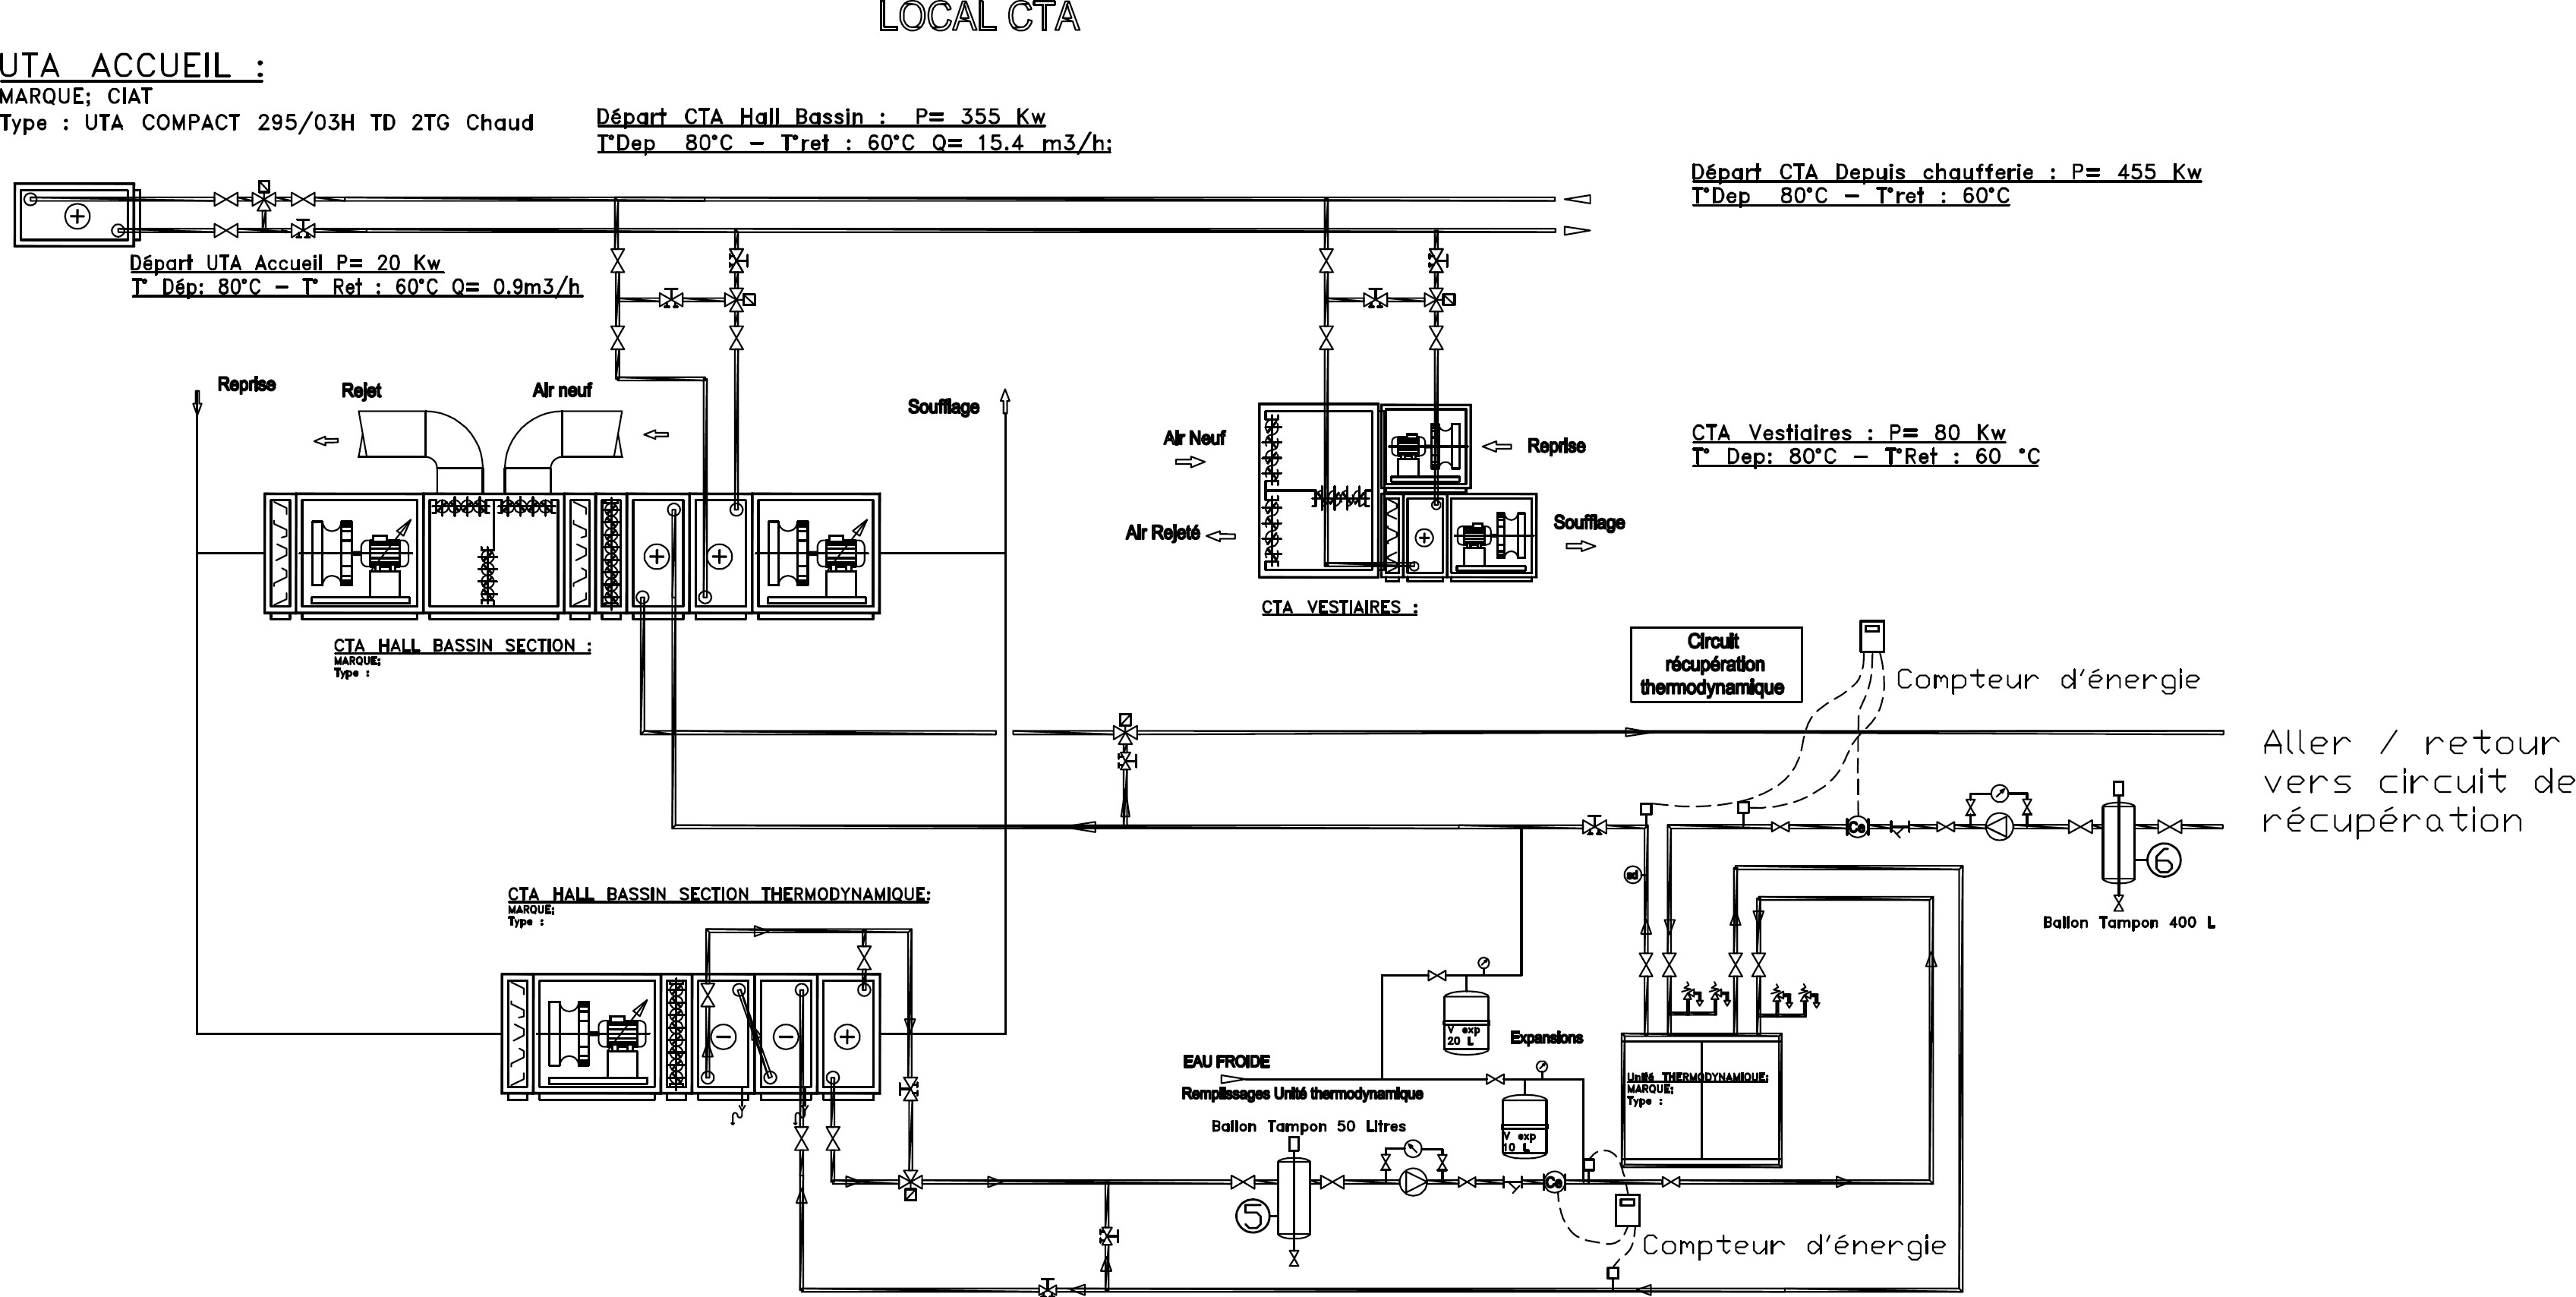 LOCAL CTA
UTA ACCUEIL :
MARQUE; CIAT
Type : UTA COMPACT 295/03H TD 2TG Chaud
Départ CTA Hall Bassin : P= 355 Kw
T°Dep 80°C - T°ret : 60°C Q= 15.4 m3/h;
Départ CTA Depuis chaufferie : P= 455 Kw
T°Dep 80°C - T°ret : 60°C
Départ UTA Accueil P= 20 Kw
T° Dép: 80°C - T° Ret : 60°C Q= 0.9m3/h
Reprise
Rejet
Air neuf
Soufflage
Air Neuf
Reprise
Air Rejeté
Soufflage
CTA Vestiaires : P= 80 Kw
T° Dep: 80°C - T°Ret : 60 °C
CTA VESTIAIRES :
CTA HALL BASSIN SECTION :
MARQUE;
Type :
Circuit
récupération
thermodynamique
Compteur d'énergie
Aller / retour
vers circuit de
récupération
Ce
sd
6
Ballon Tampon 400 L
CTA HALL BASSIN SECTION THERMODYNAMIQUE:
MARQUE;
Type :
V exp
20 L
Expansions
EAU FROIDE
Remplissages Unité thermodynamique
V exp
10 L
Unité THERMODYNAMIQUE:
MARQUE;
Type :
Ballon Tampon 50 Litres
5
Ce
Compteur d'énergie